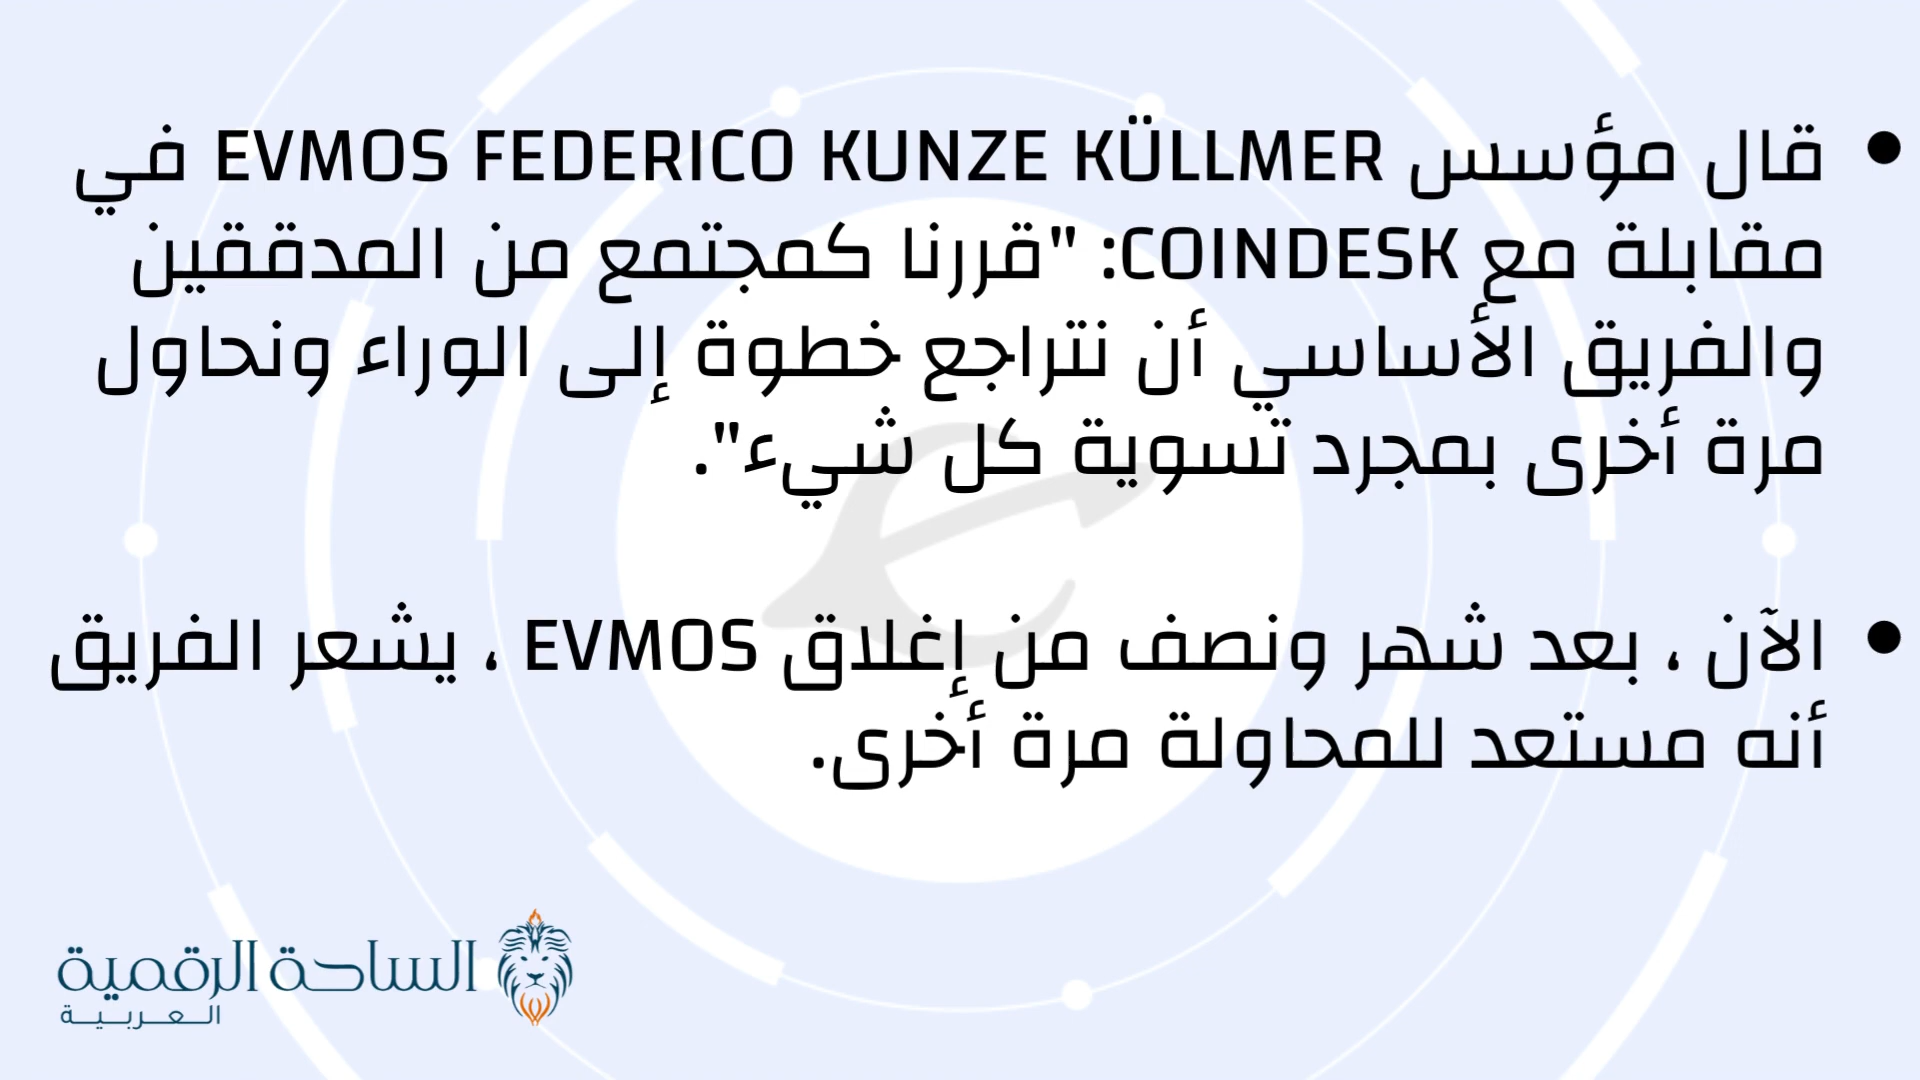 • قال مؤسس EVMOS FEDERICO KUNZE KÜLLMER في
مقابلة مع COINDESK: "قررنا كمجتمع من المدققين
والفريق الأساسي أن نتراجع خطوة إلى الوراء ونحاول
مرة أخرى بمجرد تسوية كل شيء".
• الآن ، بعد شهر ونصف من إغلاق EVMOS ، يشعر الفريق
أنه مستعد للمحاولة مرة أخرى.
الساحة الرقمية
العربية